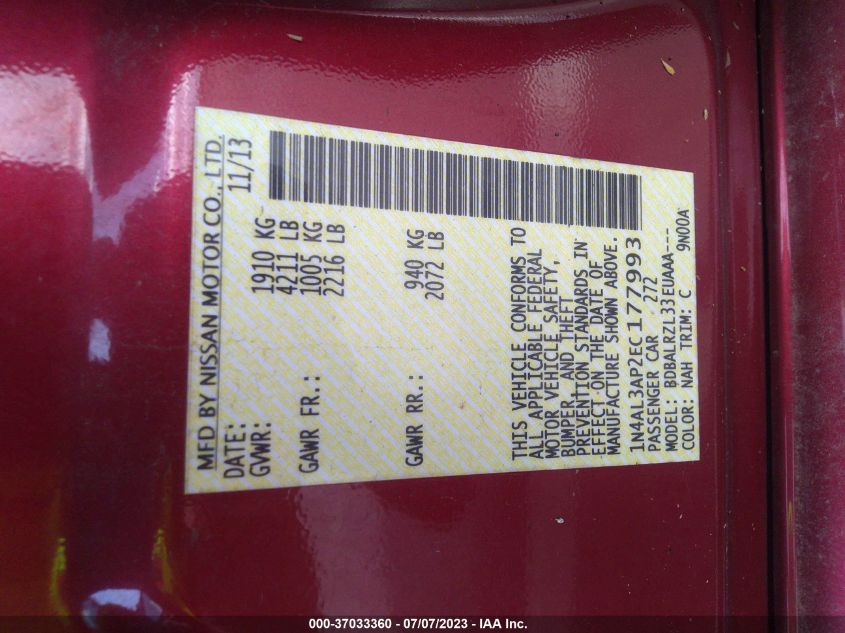 MFD BY NISSAN MOTOR CO., LTD.
DATE: 11/13
GVWR: 1910 KG
4211 LB
GAWR FR.: 1005 KG
2216 LB
GAWR RR.: 940 KG
2072 LB
THIS VEHICLE CONFORMS TO
ALL APPLICABLE FEDERAL
MOTOR VEHICLE SAFETY,
BUMPER, AND THEFT
PREVENTION STANDARDS IN
EFFECT ON THE DATE OF
MANUFACTURE SHOWN ABOVE.
1N4AL3AP2EC177993
PASSENGER CAR 272
MODEL: BDBALRZL33EUAAA---
COLOR: NAH TRIM: C 9N00A
000-37033360 - 07/07/2023 - IAA Inc.